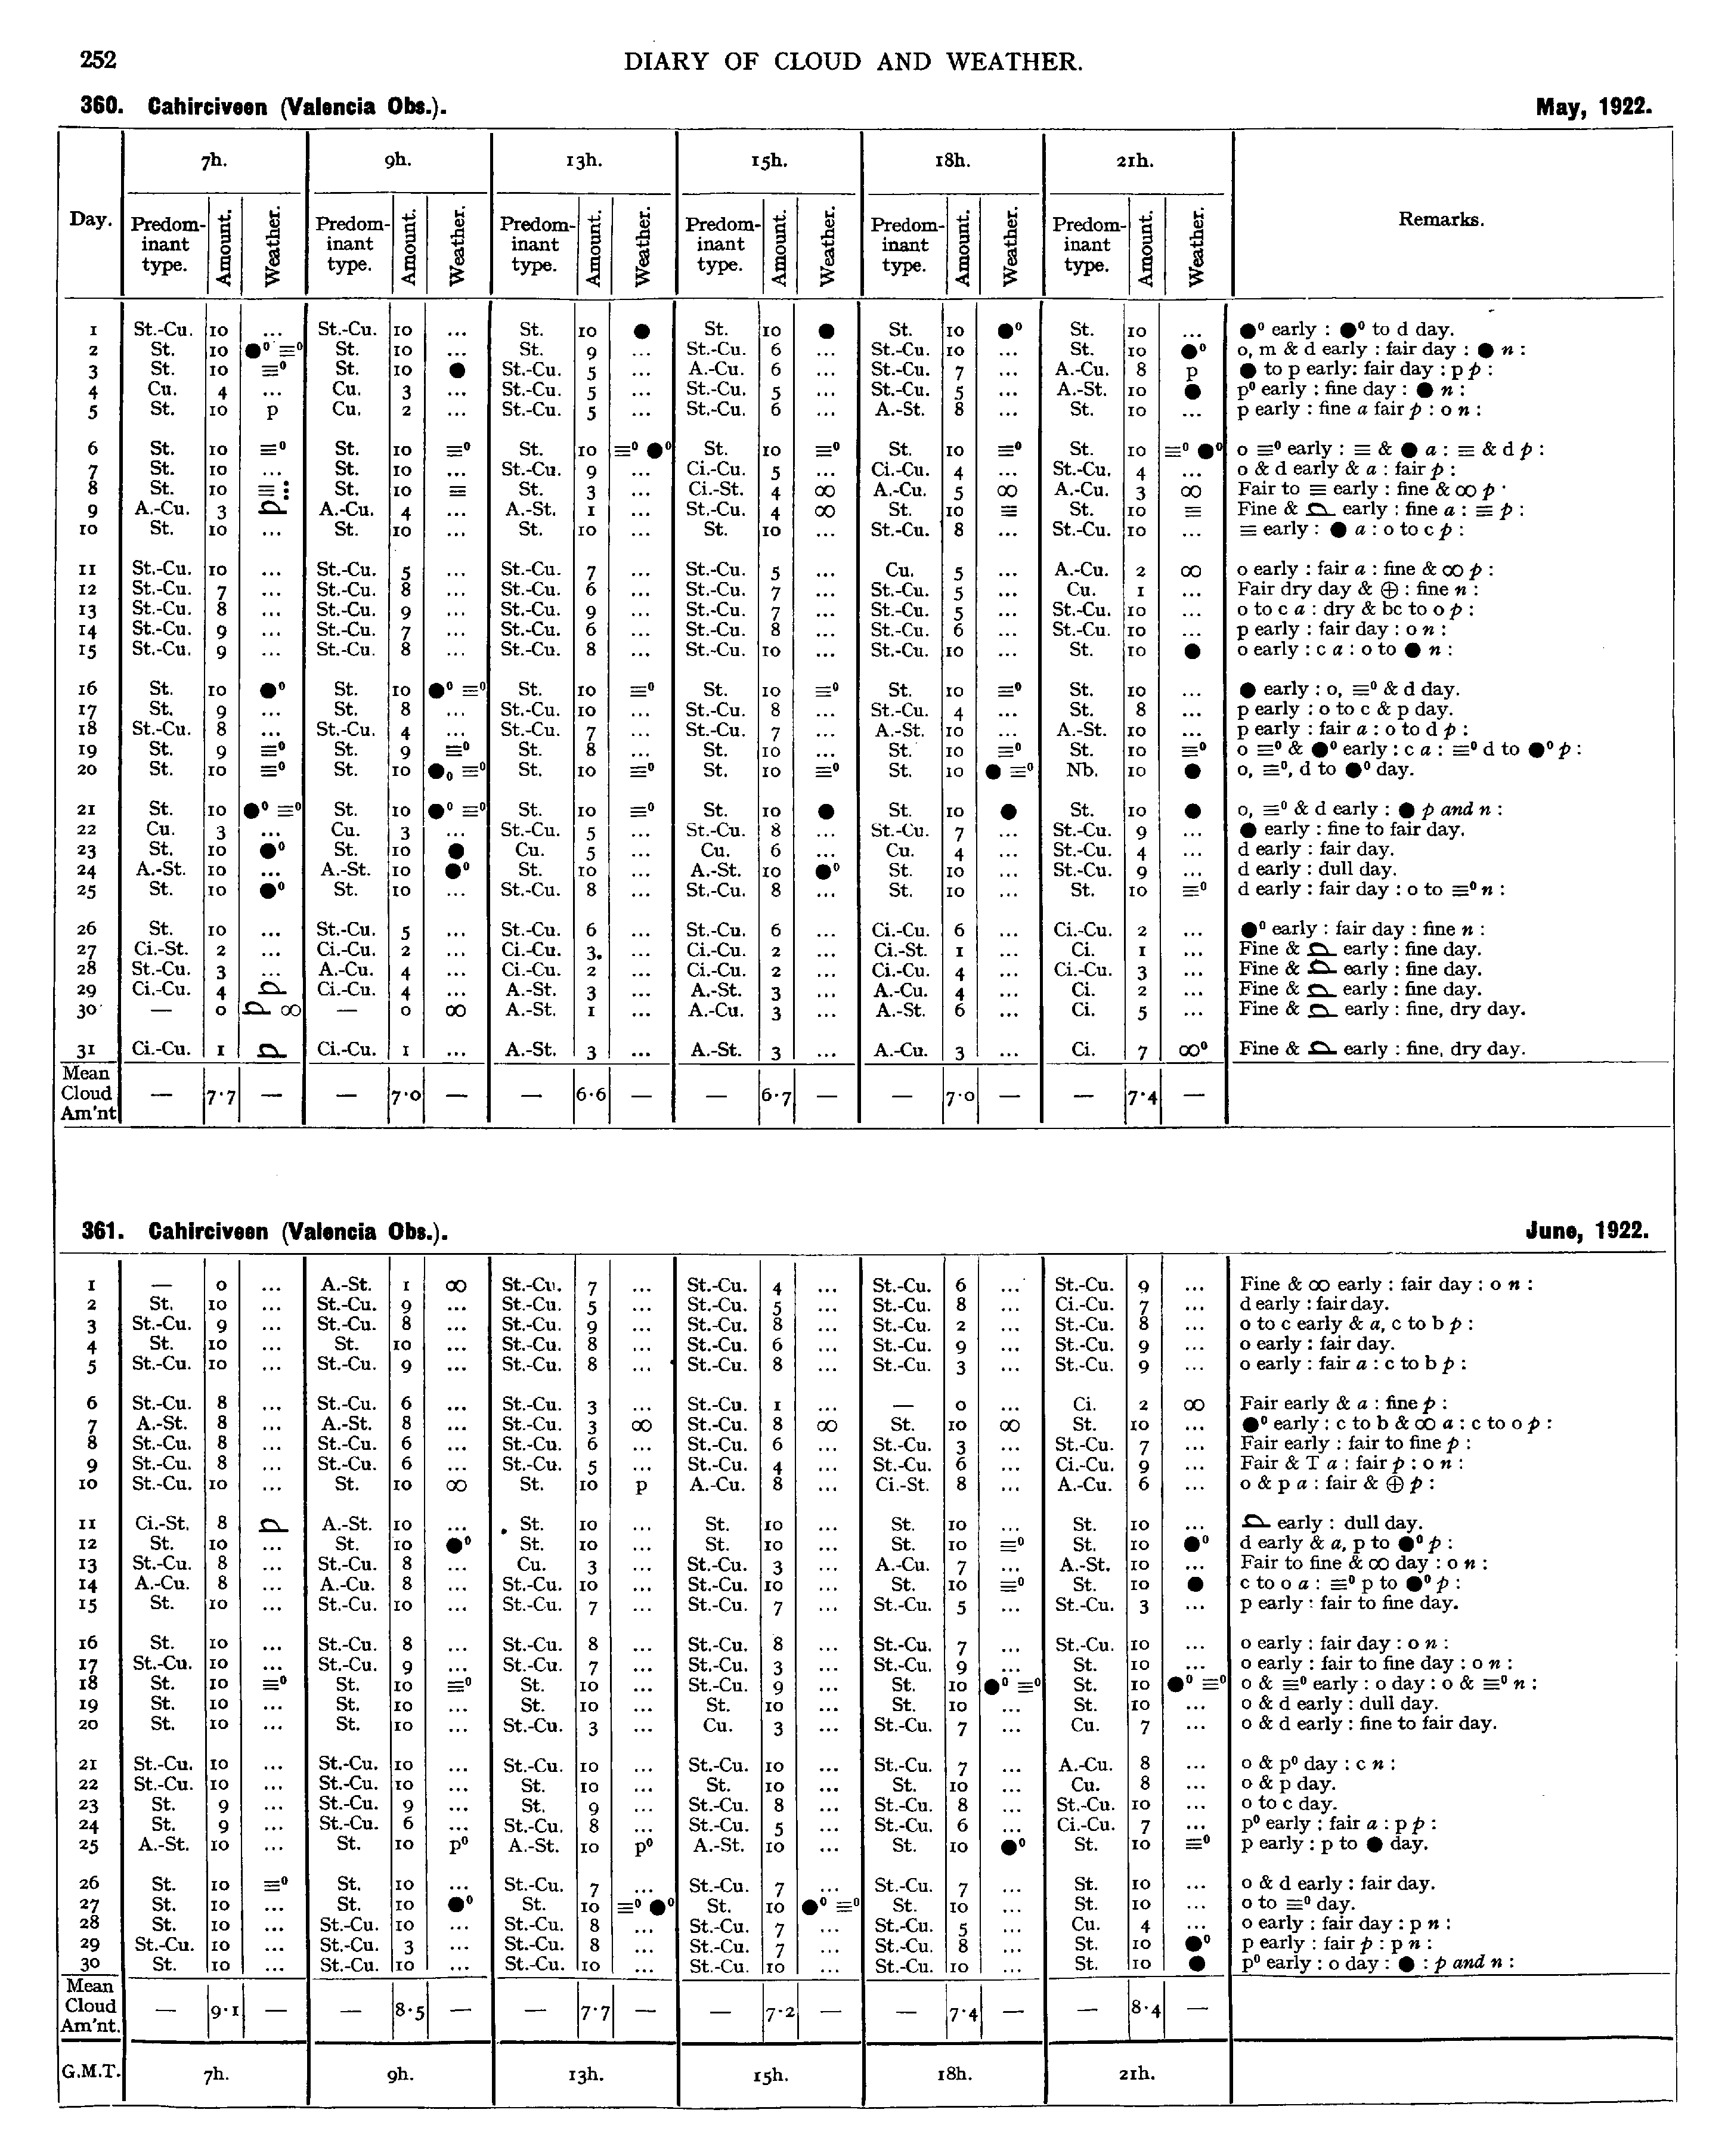 252
DIARY OF CLOUD AND WEATHER.
360. Cahirciveen (Valencia Obs.). May, 1922.
7h. 9h. 13h. 15h. 18h. 21h.
Day. Predom-inant type. Amount. Weather. Predom-inant type. Amount. Weather. Predom-inant type. Amount. Weather. Predom-inant type. Amount. Weather. Predom-inant type. Amount. Weather. Predom-inant type. Amount. Weather. Remarks.
1 St.-Cu. 10 ... St.-Cu. 10 ... St. 10 ● St. 10 ● St. 10 ●⁰ St. 10 ... ●⁰ early : ●⁰ to d day.
2 St. 10 ●⁰ ≡⁰ St. 10 ... St. 9 ... St.-Cu. 6 ... St.-Cu. 10 ... St. 10 ●⁰ o, m & d early : fair day : ● n :
3 St. 10 ≡⁰ St. 10 ● St.-Cu. 5 ... A.-Cu. 6 ... St.-Cu. 7 ... A.-Cu. 8 p ● to p early: fair day : p p :
4 Cu. 4 ... Cu. 3 ... St.-Cu. 5 ... St.-Cu. 5 ... St.-Cu. 5 ... A.-St. 10 ● p⁰ early : fine day : ● n :
5 St. 10 p Cu. 2 ... St.-Cu. 5 ... St.-Cu. 6 ... A.-St. 8 ... St. 10 ... p early : fine a fair p : o n :
6 St. 10 ≡⁰ St. 10 ≡⁰ St. 10 ≡⁰ ●⁰ St. 10 ≡⁰ St. 10 ≡⁰ St. 10 ≡⁰ ●⁰ o ≡⁰ early : ≡ & ● a : ≡ & d p :
7 St. 10 ... St. 10 ... St.-Cu. 9 ... Ci.-Cu. 5 ... Ci.-Cu. 4 ... St.-Cu. 4 ... o & d early & a : fair p :
8 St. 10 ≡ : St. 10 ≡ St. 3 ... Ci.-St. 4 ∞ A.-Cu. 5 ∞ A.-Cu. 3 ∞ Fair to ≡ early : fine & ∞ p ·
9 A.-Cu. 3 ⌓ A.-Cu. 4 ... A.-St. 1 ... St.-Cu. 4 ∞ St. 10 ≡ St. 10 ≡ Fine & ⌓ early : fine a : ≡ p :
10 St. 10 ... St. 10 ... St. 10 ... St. 10 ... St.-Cu. 8 ... St.-Cu. 10 ... ≡ early : ● a : o to c p :
11 St.-Cu. 10 ... St.-Cu. 5 ... St.-Cu. 7 ... St.-Cu. 5 ... Cu. 5 ... A.-Cu. 2 ∞ o early : fair a : fine & ∞ p :
12 St.-Cu. 7 ... St.-Cu. 8 ... St.-Cu. 6 ... St.-Cu. 7 ... St.-Cu. 5 ... Cu. 1 ... Fair dry day & ⊕ : fine n :
13 St.-Cu. 8 ... St.-Cu. 9 ... St.-Cu. 9 ... St.-Cu. 7 ... St.-Cu. 5 ... St.-Cu. 10 ... o to c a : dry & bc to o p :
14 St.-Cu. 9 ... St.-Cu. 7 ... St.-Cu. 6 ... St.-Cu. 8 ... St.-Cu. 6 ... St.-Cu. 10 ... p early : fair day : o n :
15 St.-Cu. 9 ... St.-Cu. 8 ... St.-Cu. 8 ... St.-Cu. 10 ... St.-Cu. 10 ... St. 10 ● o early : c a : o to ● n :
16 St. 10 ●⁰ St. 10 ●⁰ ≡⁰ St. 10 ≡⁰ St. 10 ≡⁰ St. 10 ≡⁰ St. 10 ... ● early : o, ≡⁰ & d day.
17 St. 9 ... St. 8 ... St.-Cu. 10 ... St.-Cu. 8 ... St.-Cu. 4 ... St. 8 ... p early : o to c & p day.
18 St.-Cu. 8 ... St.-Cu. 4 ... St.-Cu. 7 ... St.-Cu. 7 ... A.-St. 10 ... A.-St. 10 ... p early : fair a : o to d p :
19 St. 9 ≡⁰ St. 9 ≡⁰ St. 8 ... St. 10 ... St. 10 ≡⁰ St. 10 ≡⁰ o ≡⁰ & ●⁰ early : c a : ≡⁰ d to ●⁰ p :
20 St. 10 ≡⁰ St. 10 ●₀ ≡⁰ St. 10 ≡⁰ St. 10 ≡⁰ St. 10 ● ≡⁰ Nb. 10 ● o, ≡⁰, d to ●⁰ day.
21 St. 10 ●⁰ ≡⁰ St. 10 ●⁰ ≡⁰ St. 10 ≡⁰ St. 10 ● St. 10 ● St. 10 ● o, ≡⁰ & d early : ● p and n :
22 Cu. 3 ... Cu. 3 ... St.-Cu. 5 ... St.-Cu. 8 ... St.-Cu. 7 ... St.-Cu. 9 ... ● early : fine to fair day.
23 St. 10 ●⁰ St. 10 ● Cu. 5 ... Cu. 6 ... Cu. 4 ... St.-Cu. 4 ... d early : fair day.
24 A.-St. 10 ... A.-St. 10 ●⁰ St. 10 ... A.-St. 10 ●⁰ St. 10 ... St.-Cu. 9 ... d early : dull day.
25 St. 10 ●⁰ St. 10 ... St.-Cu. 8 ... St.-Cu. 8 ... St. 10 ... St. 10 ≡⁰ d early : fair day : o to ≡⁰ n :
26 St. 10 ... St.-Cu. 5 ... St.-Cu. 6 ... St.-Cu. 6 ... Ci.-Cu. 6 ... Ci.-Cu. 2 ... ●⁰ early : fair day : fine n :
27 Ci.-St. 2 ... Ci.-Cu. 2 ... Ci.-Cu. 3. ... Ci.-Cu. 2 ... Ci.-St. 1 ... Ci. 1 ... Fine & ⌓ early : fine day.
28 St.-Cu. 3 ... A.-Cu. 4 ... Ci.-Cu. 2 ... Ci.-Cu. 2 ... Ci.-Cu. 4 ... Ci.-Cu. 3 ... Fine & ⌓ early : fine day.
29 Ci.-Cu. 4 ⌓ Ci.-Cu. 4 ... A.-St. 3 ... A.-St. 3 ... A.-Cu. 4 ... Ci. 2 ... Fine & ⌓ early : fine day.
30 — 0 ⌓ ∞ — 0 ∞ A.-St. 1 ... A.-Cu. 3 ... A.-St. 6 ... Ci. 5 ... Fine & ⌓ early : fine, dry day.
31 Ci.-Cu. 1 ⌓ Ci.-Cu. 1 ... A.-St. 3 ... A.-St. 3 ... A.-Cu. 3 ... Ci. 7 ∞⁰ Fine & ⌓ early : fine, dry day.
Mean Cloud Am'nt — 7·7 — — 7·0 — — 6·6 — — 6·7 — — 7·0 — — 7·4 —
361. Cahirciveen (Valencia Obs.). June, 1922.
1 — 0 ... A.-St. 1 ∞ St.-Cu. 7 ... St.-Cu. 4 ... St.-Cu. 6 ... St.-Cu. 9 ... Fine & ∞ early : fair day : o n :
2 St. 10 ... St.-Cu. 9 ... St.-Cu. 5 ... St.-Cu. 5 ... St.-Cu. 8 ... Ci.-Cu. 7 ... d early : fair day.
3 St.-Cu. 9 ... St.-Cu. 8 ... St.-Cu. 9 ... St.-Cu. 8 ... St.-Cu. 2 ... St.-Cu. 8 ... o to c early & a, c to b p :
4 St. 10 ... St. 10 ... St.-Cu. 8 ... St.-Cu. 6 ... St.-Cu. 9 ... St.-Cu. 9 ... o early : fair day.
5 St.-Cu. 10 ... St.-Cu. 9 ... St.-Cu. 8 ... St.-Cu. 8 ... St.-Cu. 3 ... St.-Cu. 9 ... o early : fair a : c to b p :
6 St.-Cu. 8 ... St.-Cu. 6 ... St.-Cu. 3 ... St.-Cu. 1 ... — 0 ... Ci. 2 ∞ Fair early & a : fine p :
7 A.-St. 8 ... A.-St. 8 ... St.-Cu. 3 ∞ St.-Cu. 8 ∞ St. 10 ∞ St. 10 ... ●⁰ early : c to b & ∞ a : c to o p :
8 St.-Cu. 8 ... St.-Cu. 6 ... St.-Cu. 6 ... St.-Cu. 6 ... St.-Cu. 3 ... St.-Cu. 7 ... Fair early : fair to fine p :
9 St.-Cu. 8 ... St.-Cu. 6 ... St.-Cu. 5 ... St.-Cu. 4 ... St.-Cu. 6 ... Ci.-Cu. 9 ... Fair & T a : fair p : o n :
10 St.-Cu. 10 ... St. 10 ∞ St. 10 p A.-Cu. 8 ... Ci.-St. 8 ... A.-Cu. 6 ... o & p a : fair & ⊕ p :
11 Ci.-St. 8 ⌓ A.-St. 10 ... St. 10 ... St. 10 ... St. 10 ... St. 10 ... ⌓ early : dull day.
12 St. 10 ... St. 10 ●⁰ St. 10 ... St. 10 ... St. 10 ≡⁰ St. 10 ●⁰ d early & a, p to ●⁰ p :
13 St.-Cu. 8 ... St.-Cu. 8 ... Cu. 3 ... St.-Cu. 3 ... A.-Cu. 7 ... A.-St. 10 ... Fair to fine & ∞ day : o n :
14 A.-Cu. 8 ... A.-Cu. 8 ... St.-Cu. 10 ... St.-Cu. 10 ... St. 10 ≡⁰ St. 10 ● c to o a : ≡⁰ p to ●⁰ p :
15 St. 10 ... St.-Cu. 10 ... St.-Cu. 7 ... St.-Cu. 7 ... St.-Cu. 5 ... St.-Cu. 3 ... p early : fair to fine day.
16 St. 10 ... St.-Cu. 8 ... St.-Cu. 8 ... St.-Cu. 8 ... St.-Cu. 7 ... St.-Cu. 10 ... o early : fair day : o n :
17 St.-Cu. 10 ... St.-Cu. 9 ... St.-Cu. 7 ... St.-Cu. 3 ... St.-Cu. 9 ... St. 10 ... o early : fair to fine day : o n :
18 St. 10 ≡⁰ St. 10 ≡⁰ St. 10 ... St.-Cu. 9 ... St. 10 ●⁰ ≡⁰ St. 10 ●⁰ ≡⁰ o & ≡⁰ early : o day : o & ≡⁰ n :
19 St. 10 ... St. 10 ... St. 10 ... St. 10 ... St. 10 ... St. 10 ... o & d early : dull day.
20 St. 10 ... St. 10 ... St.-Cu. 3 ... Cu. 3 ... St.-Cu. 7 ... Cu. 7 ... o & d early : fine to fair day.
21 St.-Cu. 10 ... St.-Cu. 10 ... St.-Cu. 10 ... St.-Cu. 10 ... St.-Cu. 7 ... A.-Cu. 8 ... o & p⁰ day : c n :
22 St.-Cu. 10 ... St.-Cu. 10 ... St. 10 ... St. 10 ... St. 10 ... Cu. 8 ... o & p day.
23 St. 9 ... St.-Cu. 9 ... St. 9 ... St.-Cu. 8 ... St.-Cu. 8 ... St.-Cu. 10 ... o to c day.
24 St. 9 ... St.-Cu. 6 ... St.-Cu. 8 ... St.-Cu. 5 ... St.-Cu. 6 ... Ci.-Cu. 7 ... p⁰ early : fair a : p p :
25 A.-St. 10 ... St. 10 p⁰ A.-St. 10 p⁰ A.-St. 10 ... St. 10 ●⁰ St. 10 ≡⁰ p early : p to ● day.
26 St. 10 ≡⁰ St. 10 ... St.-Cu. 7 ... St.-Cu. 7 ... St.-Cu. 7 ... St. 10 ... o & d early : fair day.
27 St. 10 ... St. 10 ●⁰ St. 10 ≡⁰ ●⁰ St. 10 ●⁰ ≡⁰ St. 10 ... St. 10 ... o to ≡⁰ day.
28 St. 10 ... St.-Cu. 10 ... St.-Cu. 8 ... St.-Cu. 7 ... St.-Cu. 5 ... Cu. 4 ... o early : fair day : p n :
29 St.-Cu. 10 ... St.-Cu. 3 ... St.-Cu. 8 ... St.-Cu. 7 ... St.-Cu. 8 ... St. 10 ●⁰ p early : fair p : p n :
30 St. 10 ... St.-Cu. 10 ... St.-Cu. 10 ... St.-Cu. 10 ... St.-Cu. 10 ... St. 10 ● p⁰ early : o day : ● : p and n :
Mean Cloud Am'nt. — 9·1 — — 8·5 — — 7·7 — — 7·2 — — 7·4 — — 8·4 —
G.M.T. 7h. 9h. 13h. 15h. 18h. 21h.